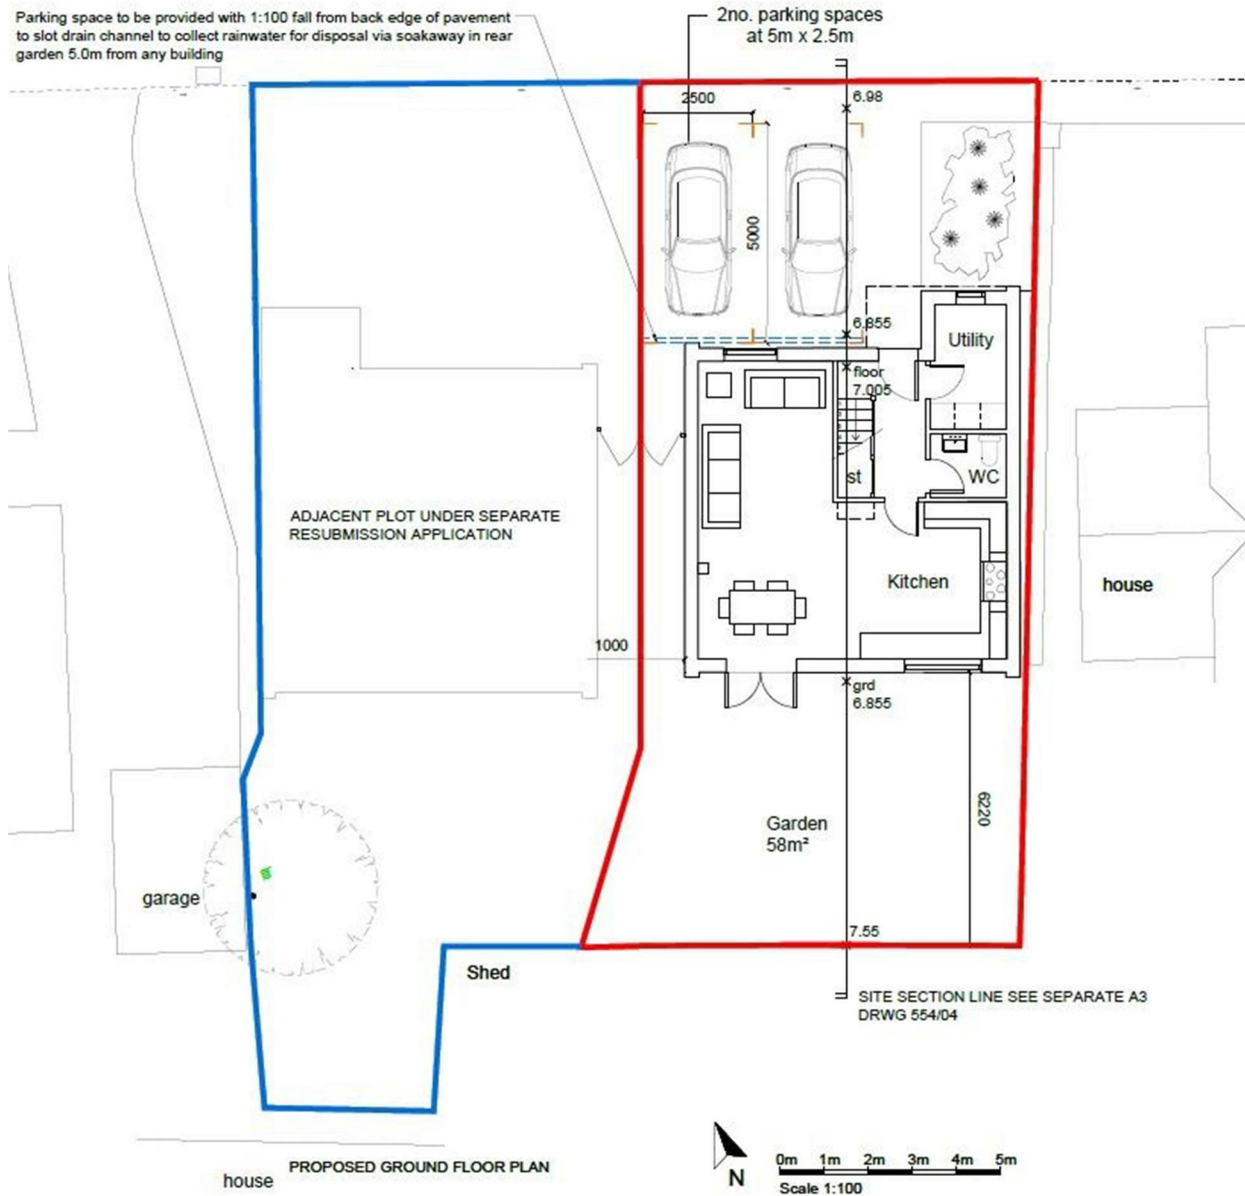 Parking space to be provided with 1:100 fall from back edge of pavement
to slot drain channel to collect rainwater for disposal via soakaway in rear
garden 5.0m from any building
2no. parking spaces
at 5m x 2.5m
2500
6.98
5000
6.855
floor
7.005
Utility
st
WC
ADJACENT PLOT UNDER SEPARATE
RESUBMISSION APPLICATION
Kitchen
house
1000
grd
6.855
6220
Garden
58m²
garage
7.55
Shed
SITE SECTION LINE SEE SEPARATE A3
DRWG 554/04
PROPOSED GROUND FLOOR PLAN
house
N
0m 1m 2m 3m 4m 5m
Scale 1:100